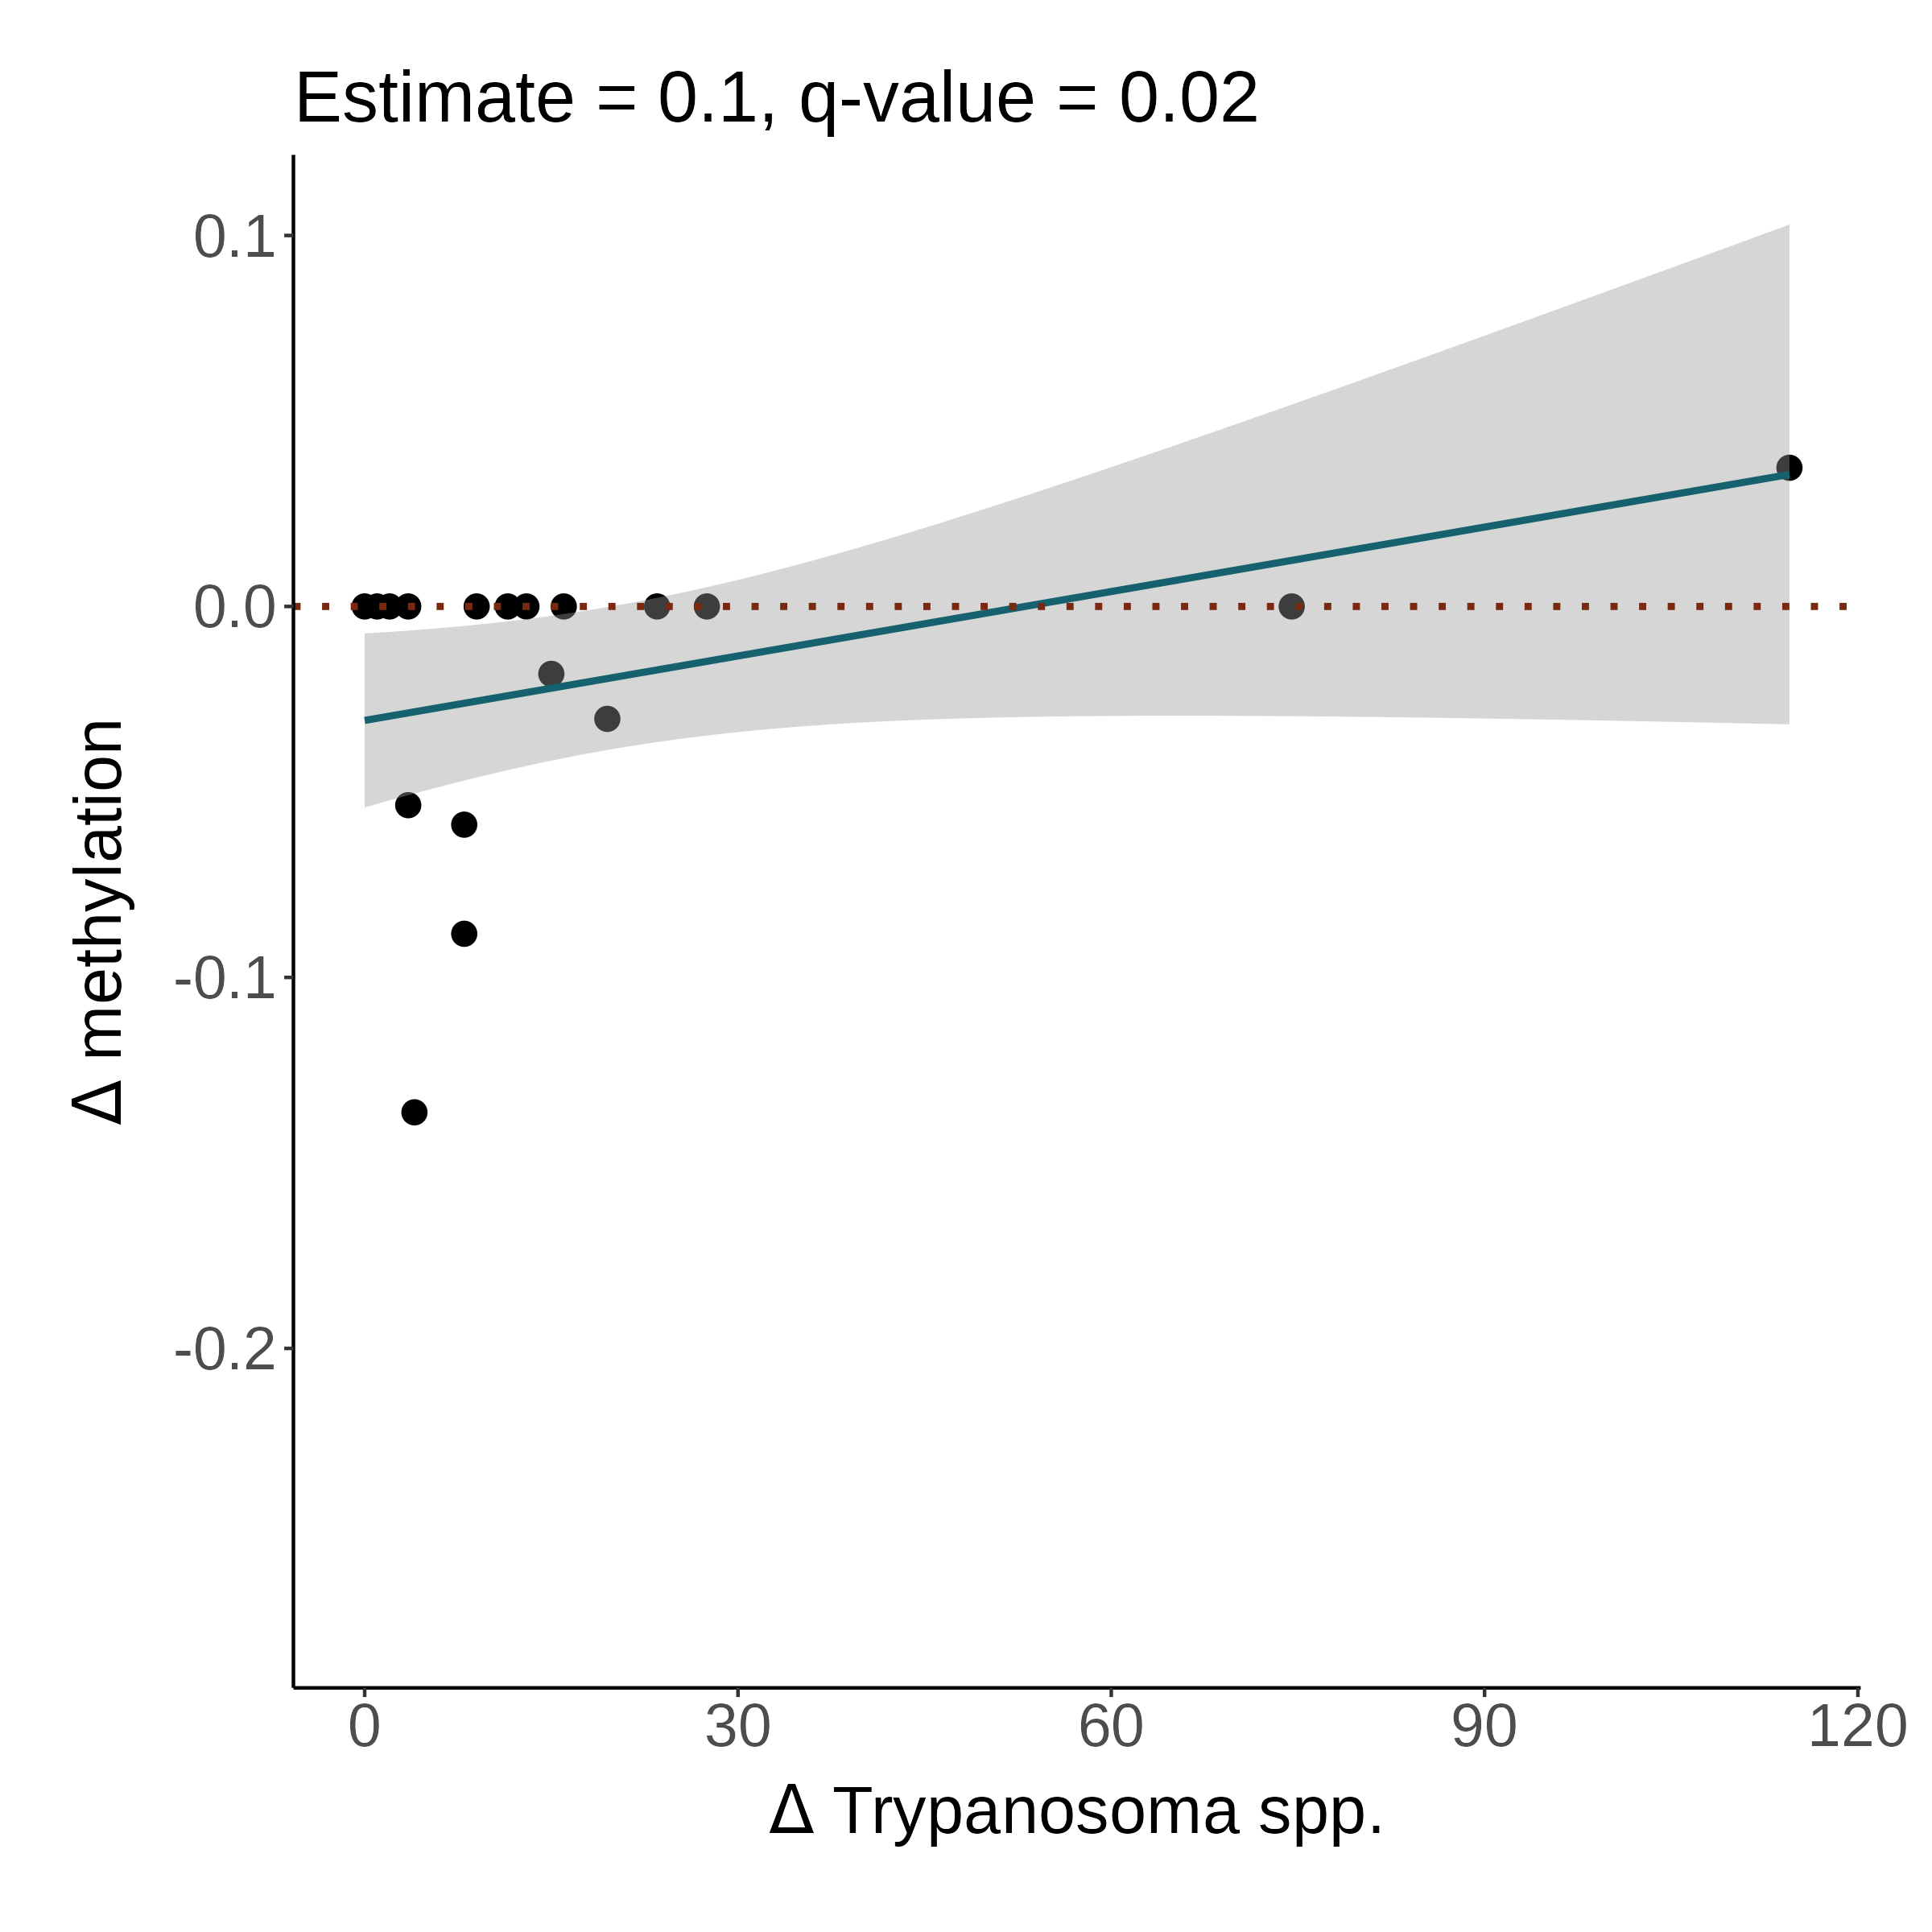 Estimate = 0.1, q-value = 0.02
0.1
0.0
-0.1
-0.2
Δ methylation
0 30 60 90 120
Δ Trypanosoma spp.